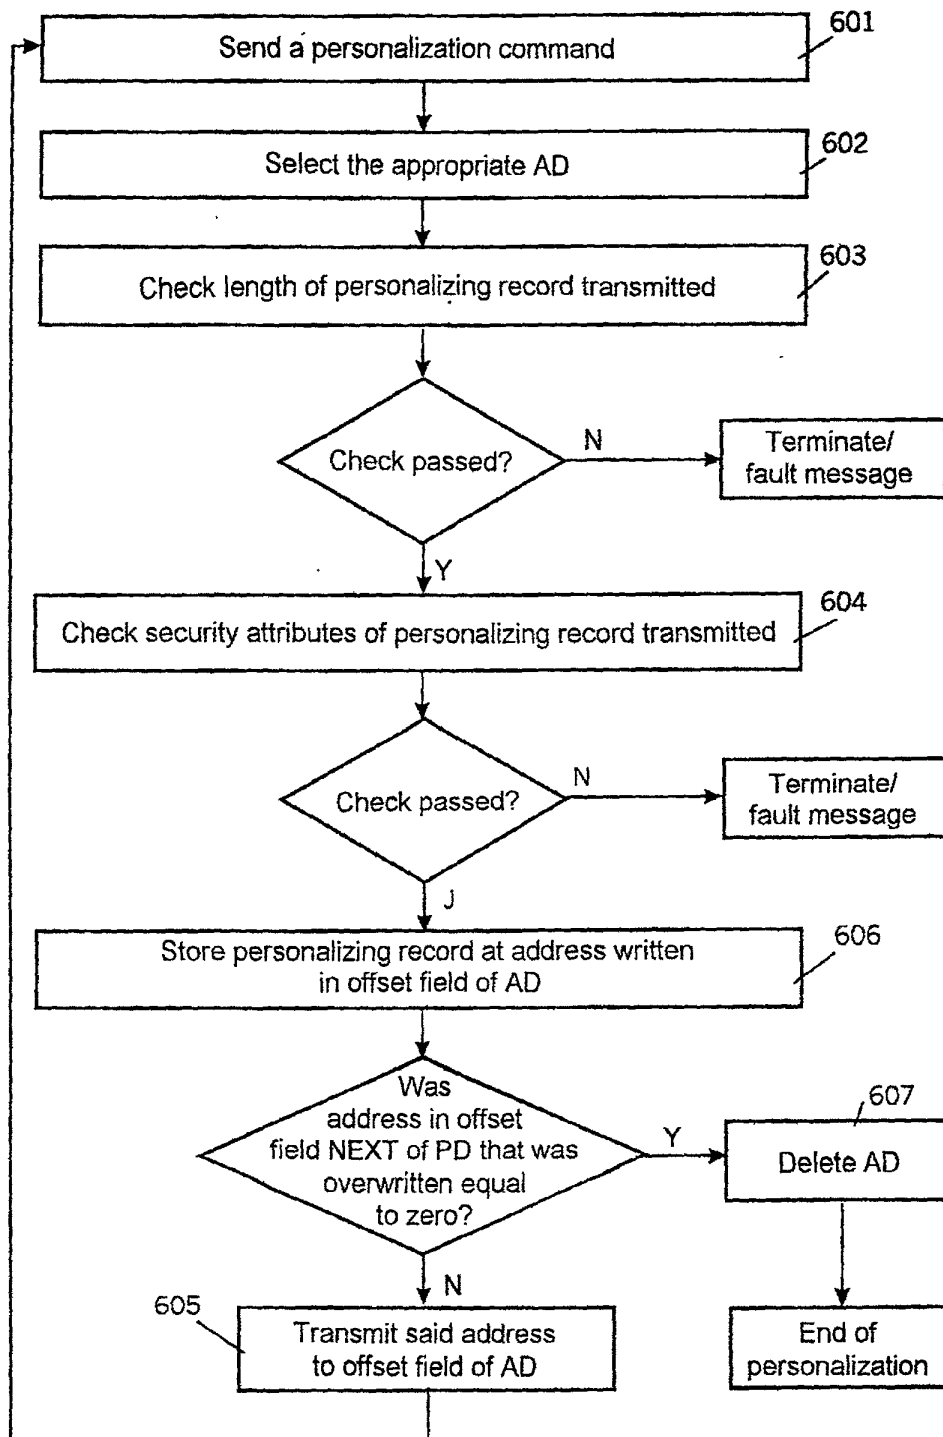 601
Send a personalization command
602
Select the appropriate AD
603
Check length of personalizing record transmitted
Check passed?
N
Terminate/
fault message
Y
604
Check security attributes of personalizing record transmitted
Check passed?
N
Terminate/
fault message
J
606
Store personalizing record at address written
in offset field of AD
Was
address in offset
field NEXT of PD that was
overwritten equal
to zero?
Y
607
Delete AD
N
605
Transmit said address
to offset field of AD
End of
personalization